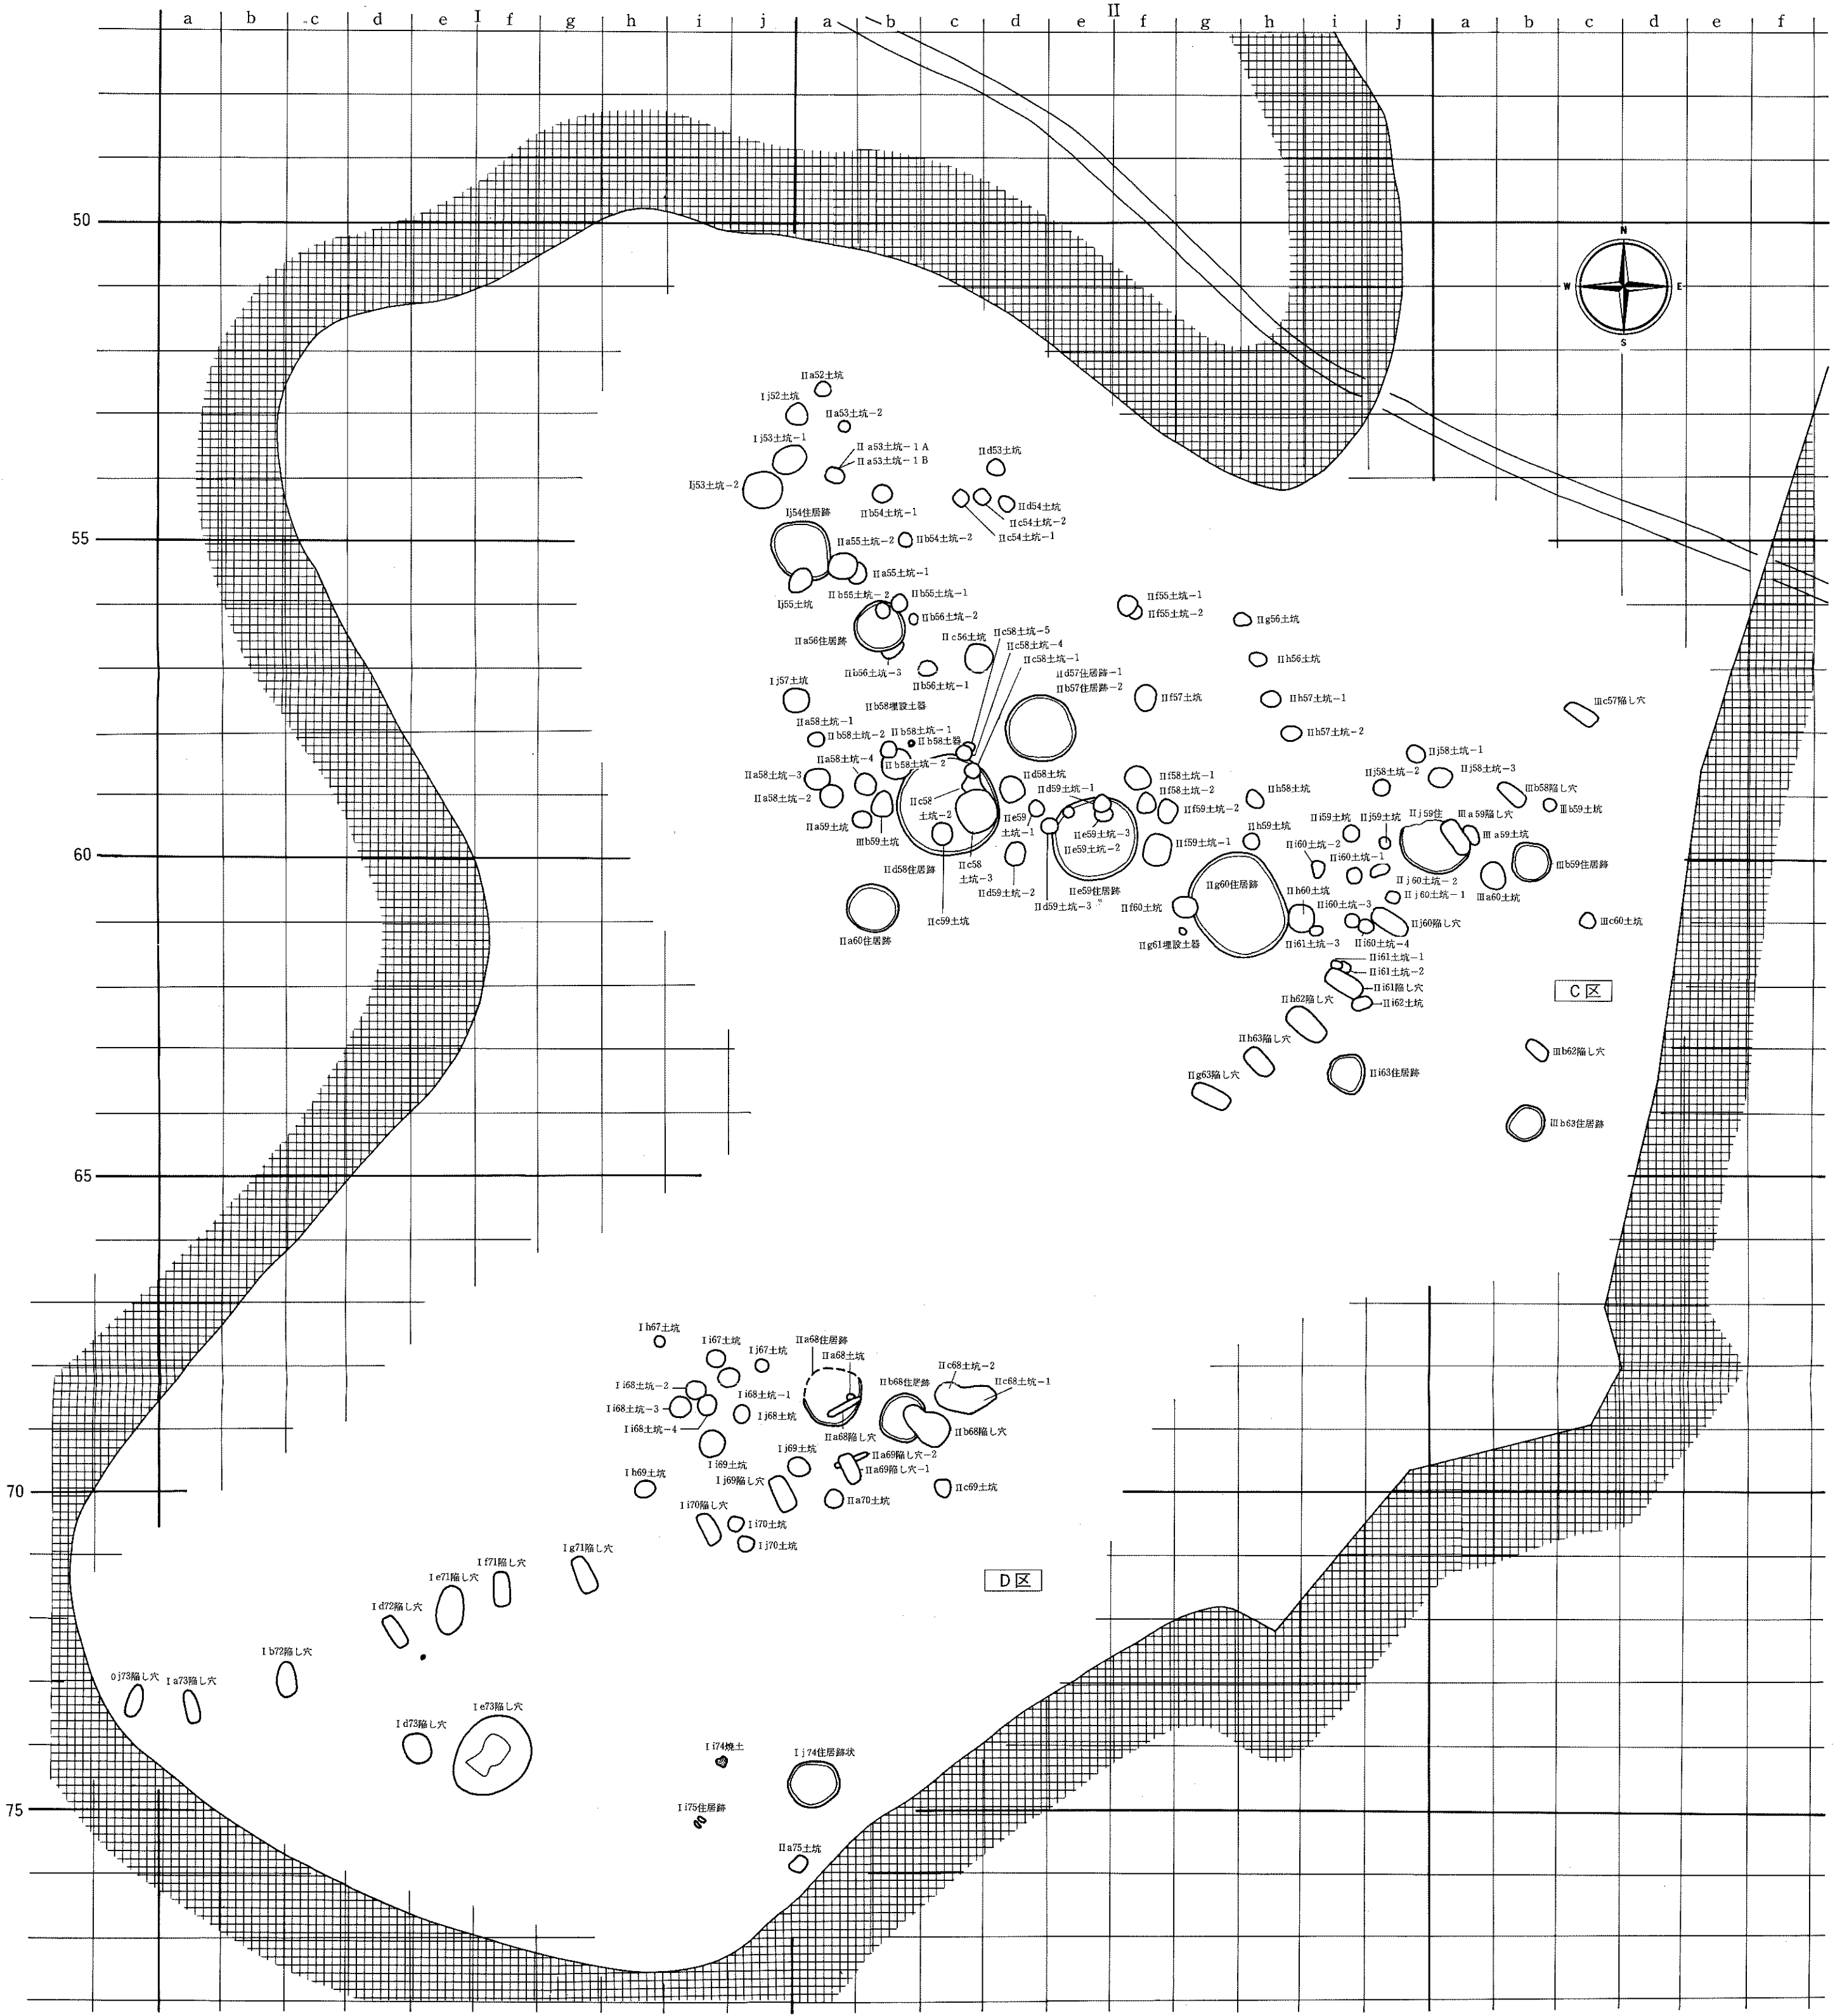 I
II
a b c d e f g h i j a b c d e f g h i j a b c d e f
50
N
W E
S
II a52土坑
I j52土坑
II a53土坑－2
I j53土坑－1
II a53土坑－1 A
II a53土坑－1 B
II d53土坑
Ij53土坑－2
II b54土坑－1
II d54土坑
II c54土坑－2
II c54土坑－1
Ij54住居跡
55
II a55土坑－2
II b54土坑－2
II a55土坑－1
Ij55土坑
II b55土坑－2
II b55土坑－1
II f55土坑－1
II f55土坑－2
II b56土坑－2
II g56土坑
II a56住居跡
II c56土坑
II c58土坑－5
II c58土坑－4
II c58土坑－1
II h56土坑
II b56土坑－3
II b56土坑－1
II d57住居跡－1
II b57住居跡－2
I j57土坑
II f57土坑
II h57土坑－1
III c57陥し穴
II b58埋設土器
II a58土坑－1
II b58土坑－1
II b58土坑－2
II b58土器
II h57土坑－2
II a58土坑－4
II b58土坑－2
II j58土坑－1
II a58土坑－3
II d58土坑
II f58土坑－1
II j58土坑－2
II j58土坑－3
II a58土坑－2
II d59土坑－1
II f58土坑－2
II h58土坑
III b58陥し穴
II c58
土坑－2
II f59土坑－2
III b59土坑
II a59土坑
II e59
土坑－1
II e59土坑－3
II i59土坑
II j59土坑
II j59住
III a59陥し穴
III a59土坑
III b59土坑
II e59土坑－2
II f59土坑－1
II h59土坑
II i60土坑－2
60
II d58住居跡
II c58
土坑－3
II i60土坑－1
III b59住居跡
II d59土坑－2
II e59住居跡
II g60住居跡
II h60土坑
II j60土坑－2
II j60土坑－1
III a60土坑
II d59土坑－3
II f60土坑
II i60土坑－3
II c59土坑
II j60陥し穴
III c60土坑
II a60住居跡
II g61埋設土器
II i61土坑－3
II i60土坑－4
II i61土坑－1
II i61土坑－2
II i61陥し穴
C区
II h62陥し穴
II i62土坑
II h63陥し穴
III b62陥し穴
II g63陥し穴
II i63住居跡
III b63住居跡
65
I h67土坑
I i67土坑
I j67土坑
II a68住居跡
II a68土坑
II c68土坑－2
II c68土坑－1
I i68土坑－2
I i68土坑－1
II b68住居跡
I i68土坑－3
I j68土坑
I i68土坑－4
II a68陥し穴
II b68陥し穴
I j69土坑
II a69陥し穴－2
I i69土坑
II a69陥し穴－1
I h69土坑
I j69陥し穴
II c69土坑
70
II a70土坑
I i70陥し穴
I i70土坑
I j70土坑
I g71陥し穴
I f71陥し穴
I e71陥し穴
D区
I d72陥し穴
I b72陥し穴
0 j73陥し穴
I a73陥し穴
I e73陥し穴
I d73陥し穴
I i74焼土
I j74住居跡状
75
I i75住居跡
II a75土坑